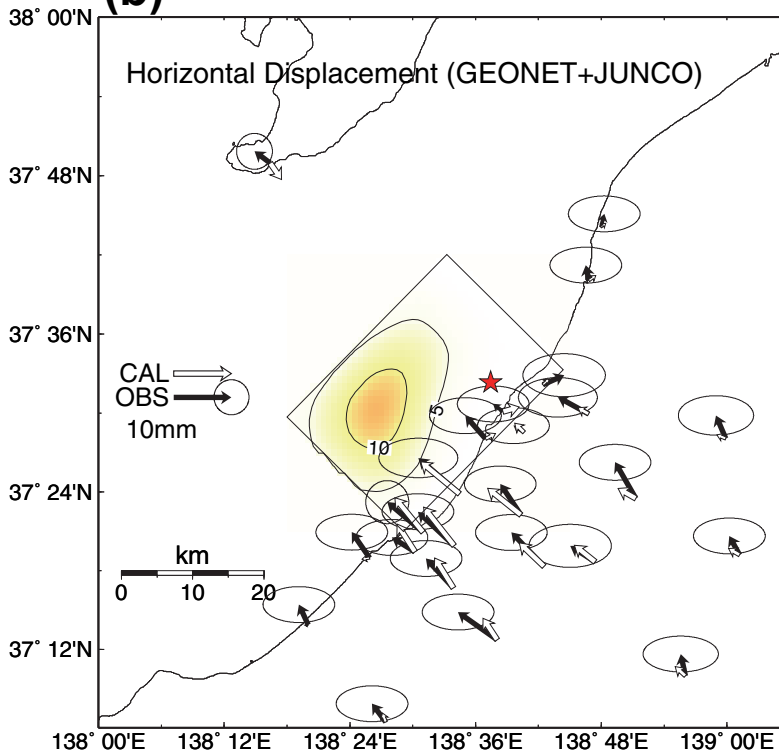 (b)
38° 00'N
Horizontal Displacement (GEONET+JUNCO)
37° 48'N
37° 36'N
CAL
OBS
10mm
5
10
37° 24'N
km
0 10 20
37° 12'N
138° 00'E 138° 12'E 138° 24'E 138° 36'E 138° 48'E 139° 00'E